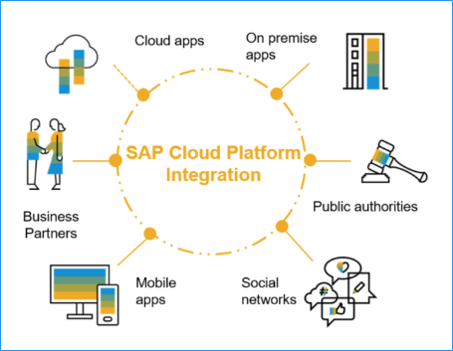 Cloud apps
On premise
apps
SAP Cloud Platform
Integration
Business
Partners
Public authorities
Mobile
apps
Social
networks
#